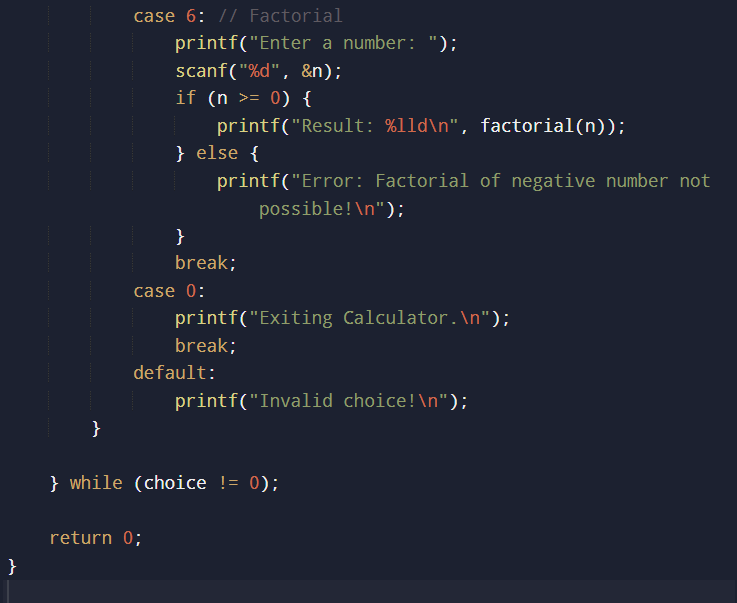 case 6: // Factorial
printf("Enter a number: ");
scanf("%d", &n);
if (n >= 0) {
printf("Result: %lld\n", factorial(n));
} else {
printf("Error: Factorial of negative number not
possible!\n");
}
break;
case 0:
printf("Exiting Calculator.\n");
break;
default:
printf("Invalid choice!\n");
}
} while (choice != 0);
return 0;
}